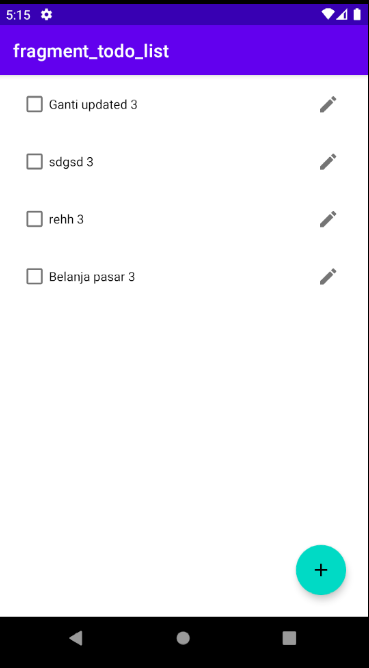 5:15
fragment_todo_list
Ganti updated 3
sdgsd 3
rehh 3
Belanja pasar 3
+